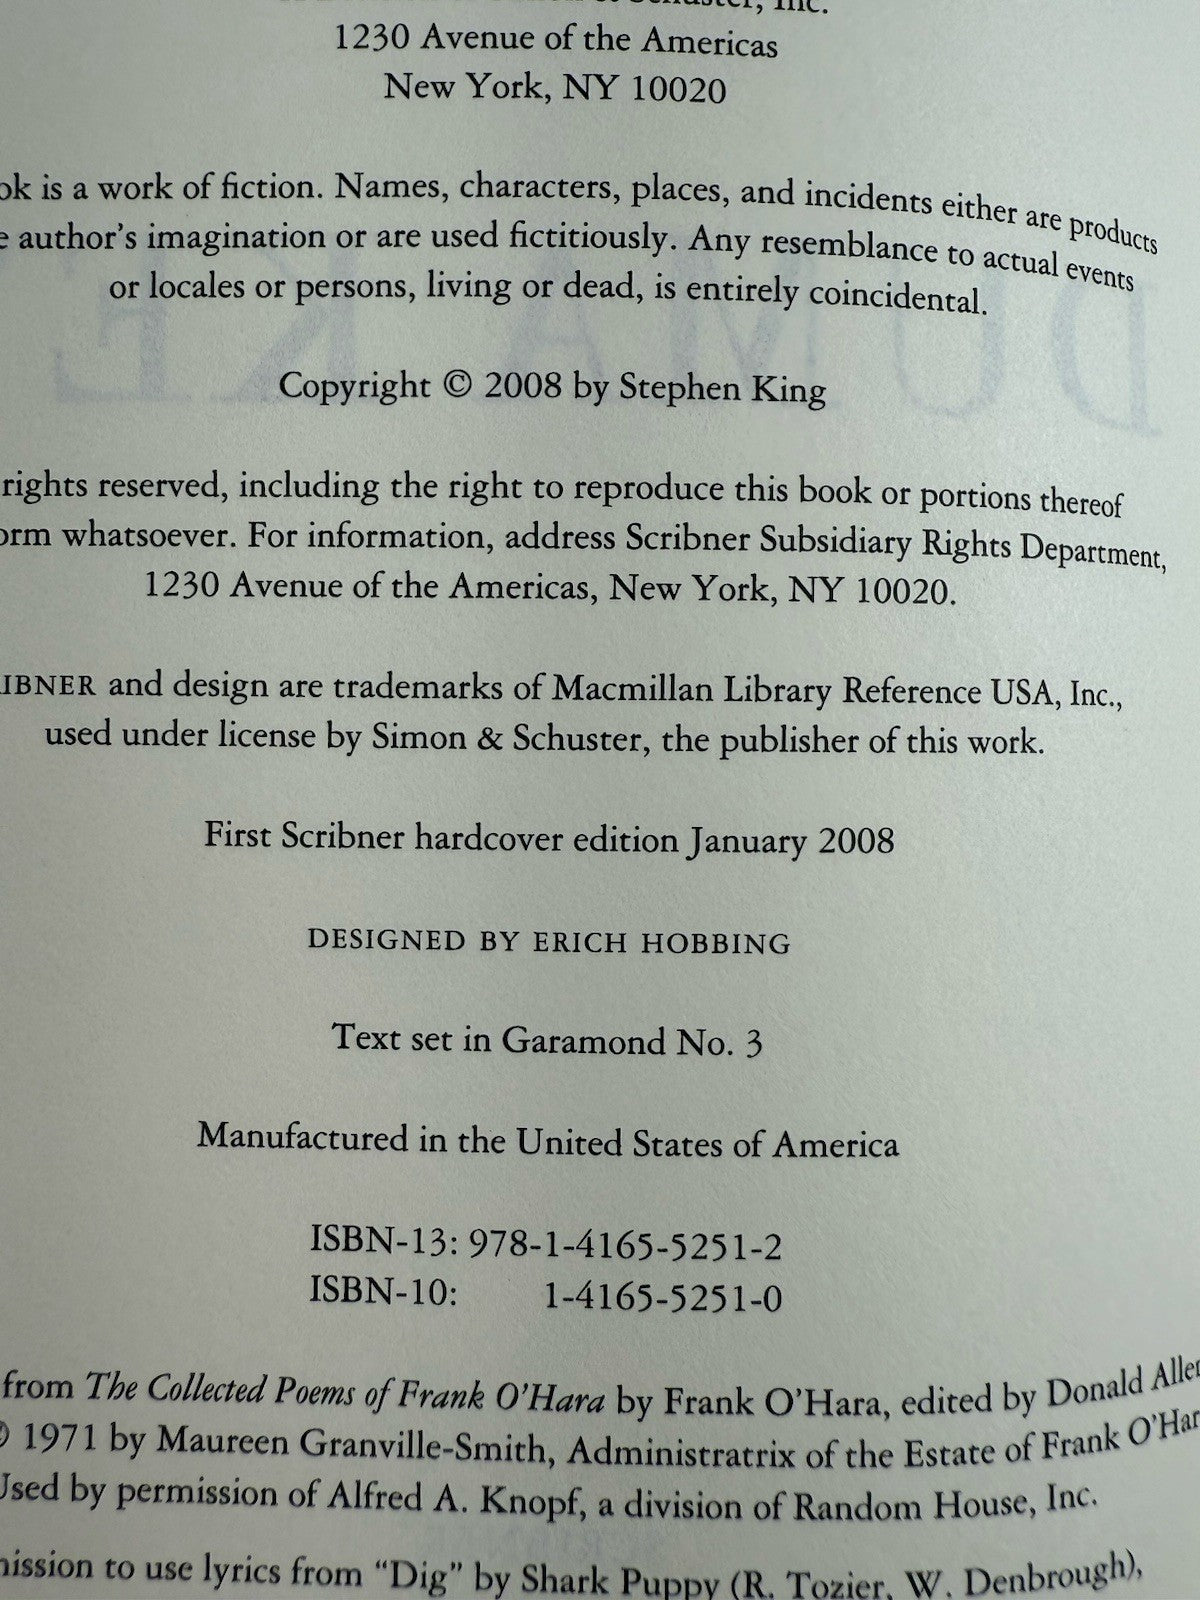 Schuster, Inc.
1230 Avenue of the Americas
New York, NY 10020
ok is a work of fiction. Names, characters, places, and incidents either are products
e author's imagination or are used fictitiously. Any resemblance to actual events
or locales or persons, living or dead, is entirely coincidental.
Copyright © 2008 by Stephen King
rights reserved, including the right to reproduce this book or portions thereof
orm whatsoever. For information, address Scribner Subsidiary Rights Department,
1230 Avenue of the Americas, New York, NY 10020.
IBNER and design are trademarks of Macmillan Library Reference USA, Inc.,
used under license by Simon & Schuster, the publisher of this work.
First Scribner hardcover edition January 2008
DESIGNED BY ERICH HOBBING
Text set in Garamond No. 3
Manufactured in the United States of America
ISBN-13: 978-1-4165-5251-2
ISBN-10: 1-4165-5251-0
from The Collected Poems of Frank O'Hara by Frank O'Hara, edited by Donald Allen
© 1971 by Maureen Granville-Smith, Administratrix of the Estate of Frank O'Har
Used by permission of Alfred A. Knopf, a division of Random House, Inc.
nission to use lyrics from “Dig” by Shark Puppy (R. Tozier, W. Denbrough),